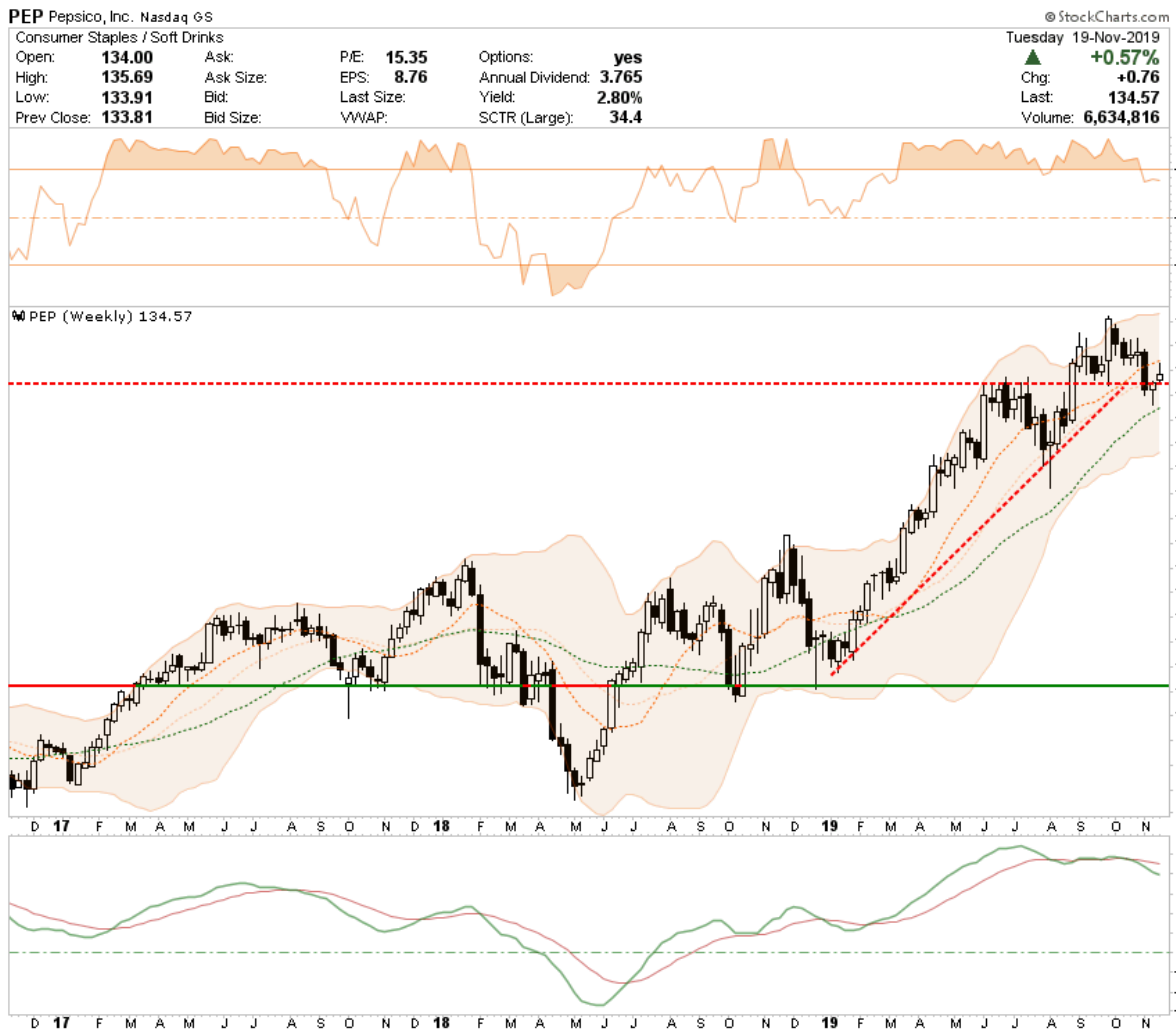 PEP Pepsico, Inc. Nasdaq GS © StockCharts.com
Consumer Staples / Soft Drinks Tuesday 19-Nov-2019
Open: 134.00 Ask: P/E: 15.35 Options: yes ▲ +0.57%
High: 135.69 Ask Size: EPS: 8.76 Annual Dividend: 3.765 Chg: +0.76
Low: 133.91 Bid: Last Size: Yield: 2.80% Last: 134.57
Prev Close: 133.81 Bid Size: VWAP: SCTR (Large): 34.4 Volume: 6,634,816
PEP (Weekly) 134.57
D 17 F M A M J J A S O N D 18 F M A M J J A S O N D 19 F M A M J J A S O N
D 17 F M A M J J A S O N D 18 F M A M J J A S O N D 19 F M A M J J A S O N